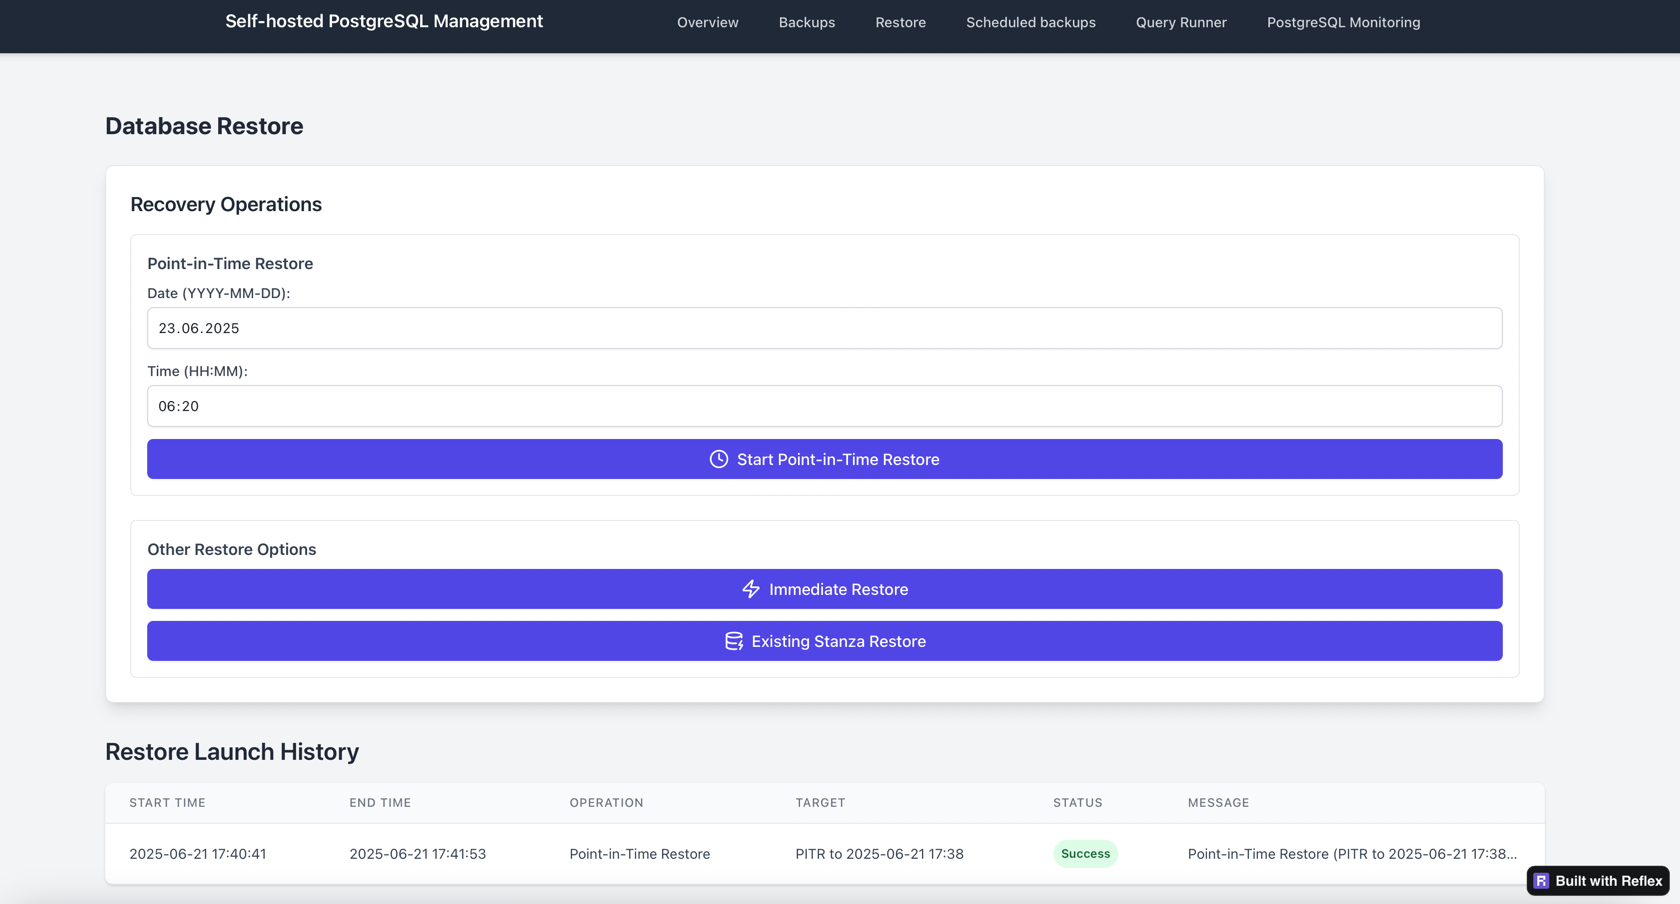 Self-hosted PostgreSQL Management
Overview Backups Restore Scheduled backups Query Runner PostgreSQL Monitoring
Database Restore
Recovery Operations
Point-in-Time Restore
Date (YYYY-MM-DD):
23.06.2025
Time (HH:MM):
06:20
Start Point-in-Time Restore
Other Restore Options
Immediate Restore
Existing Stanza Restore
Restore Launch History
START TIME END TIME OPERATION TARGET STATUS MESSAGE
2025-06-21 17:40:41 2025-06-21 17:41:53 Point-in-Time Restore PITR to 2025-06-21 17:38 Success Point-in-Time Restore (PITR to 2025-06-21 17:38...
R Built with Reflex